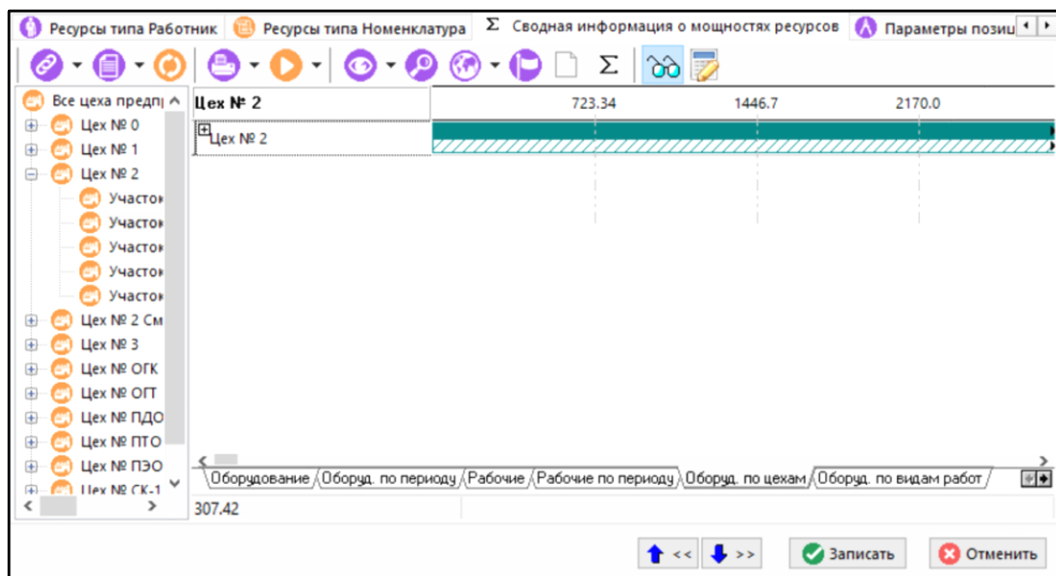 Ресурсы типа Работник Ресурсы типа Номенклатура Σ Сводная информация о мощностях ресурсов Параметры позиц
Σ
Все цеха предпр
Цех № 0
Цех № 1
Цех № 2
Участок
Участок
Участок
Участок
Участок
Цех № 2 См
Цех № 3
Цех № ОГК
Цех № ОГТ
Цех № ПДО
Цех № ПТО
Цех № ПЭО
Цех № СК-1
Цех № 2 723.34 1446.7 2170.0
Цех № 2
Оборудование Оборуд. по периоду Рабочие Рабочие по периоду Оборуд. по цехам Оборуд. по видам работ
307.42
<< >> Записать Отменить